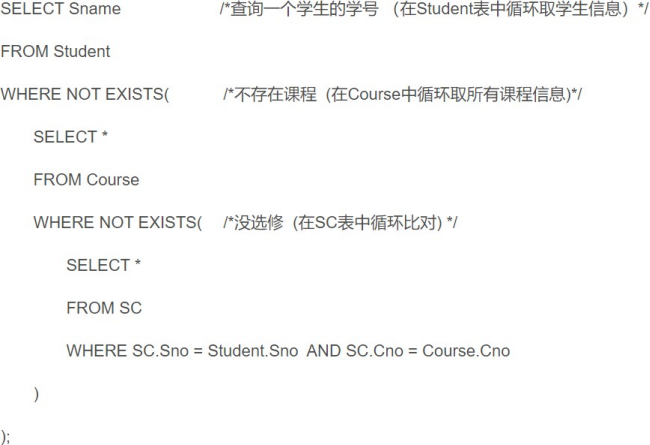 SELECT Sname /*查询一个学生的学号 （在Student表中循环取学生信息）*/
FROM Student
WHERE NOT EXISTS( /*不存在课程 (在Course中循环取所有课程信息)*/
SELECT *
FROM Course
WHERE NOT EXISTS( /*没选修 (在SC表中循环比对) */
SELECT *
FROM SC
WHERE SC.Sno = Student.Sno AND SC.Cno = Course.Cno
)
);